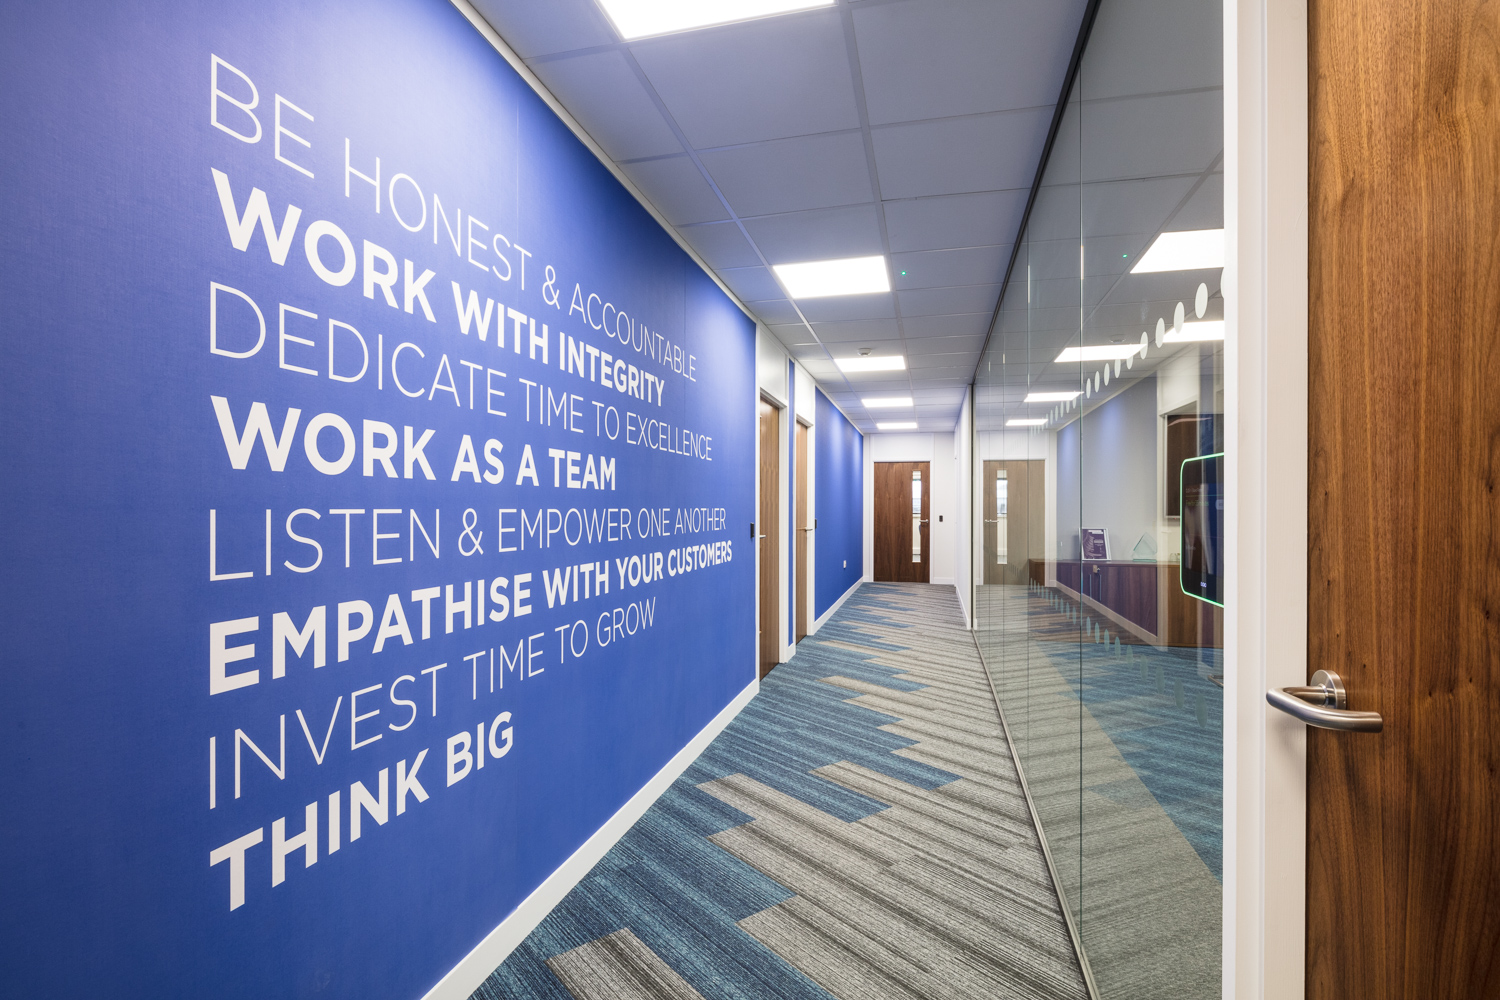 BE HONEST & ACCOUNTABLE
WORK WITH INTEGRITY
DEDICATE TIME TO EXCELLENCE
WORK AS A TEAM
LISTEN & EMPOWER ONE ANOTHER
EMPATHISE WITH YOUR CUSTOMERS
INVEST TIME TO GROW
THINK BIG